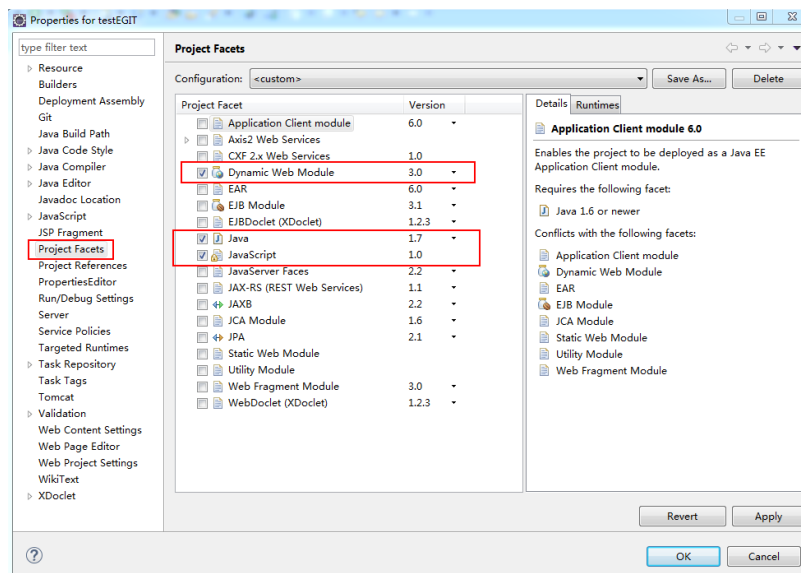 Properties for testEGIT
type filter text
Resource
Builders
Deployment Assembly
Git
Java Build Path
Java Code Style
Java Compiler
Java Editor
Javadoc Location
JavaScript
JSP Fragment
Project Facets
Project References
PropertiesEditor
Run/Debug Settings
Server
Service Policies
Targeted Runtimes
Task Repository
Task Tags
Tomcat
Validation
Web Content Settings
Web Page Editor
Web Project Settings
WikiText
XDoclet
Project Facets
Configuration: <custom> Save As... Delete
Project Facet Version
Application Client module 6.0
Axis2 Web Services
CXF 2.x Web Services 1.0
Dynamic Web Module 3.0
EAR 6.0
EJB Module 3.1
EJBDoclet (XDoclet) 1.2.3
Java 1.7
JavaScript 1.0
JavaServer Faces 2.2
JAX-RS (REST Web Services) 1.1
JAXB 2.2
JCA Module 1.6
JPA 2.1
Static Web Module
Utility Module
Web Fragment Module 3.0
WebDoclet (XDoclet) 1.2.3
Details Runtimes
Application Client module 6.0
Enables the project to be deployed as a Java EE
Application Client module.
Requires the following facet:
Java 1.6 or newer
Conflicts with the following facets:
Application Client module
Dynamic Web Module
EAR
EJB Module
JCA Module
Static Web Module
Utility Module
Web Fragment Module
Revert Apply
OK Cancel